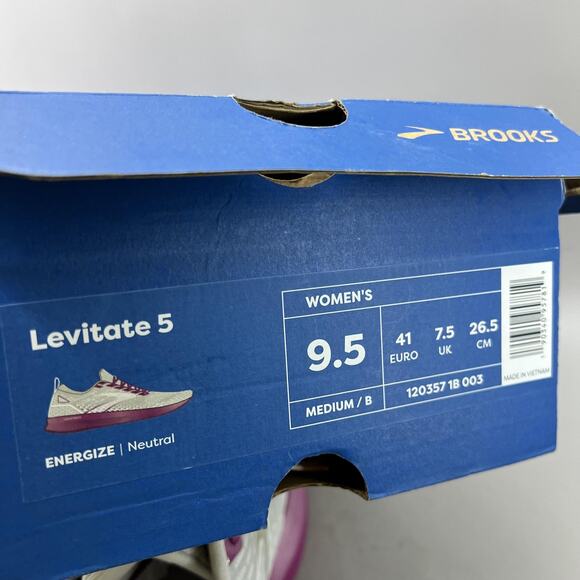 BROOKS
Levitate 5
ENERGIZE | Neutral
WOMEN'S
9.5
41 7.5 26.5
EURO UK CM
MEDIUM / B
120357 1B 003
MADE IN VIETNAM